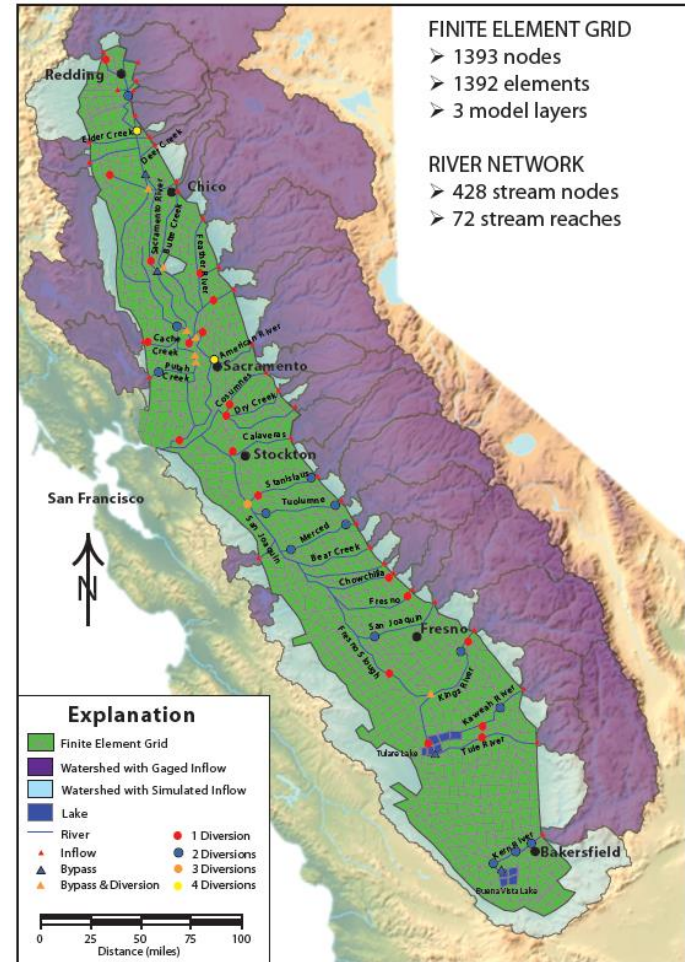 FINITE ELEMENT GRID
➢ 1393 nodes
➢ 1392 elements
➢ 3 model layers
RIVER NETWORK
➢ 428 stream nodes
➢ 72 stream reaches
Redding
Elder Creek
Deer Creek
Chico
Sacramento River
Butte Creek
Feather River
Cache
Creek
American River
Sacramento
Putah
Creek
Cosumnes
Dry Creek
Calaveras
Stockton
Stanislaus
San Francisco
Tuolumne
San Joaquin
Merced
Bear Creek
N
Chowchilla
Fresno
San Joaquin
Fresno
Fresno Slough
Kings River
Kaweah River
Tulare Lake
Tule River
Kern River
Bakersfield
Buena Vista Lake
Explanation
Finite Element Grid
Watershed with Gaged Inflow
Watershed with Simulated Inflow
Lake
River
Inflow
Bypass
Bypass & Diversion
1 Diversion
2 Diversions
3 Diversions
4 Diversions
0 25 50 75 100
Distance (miles)